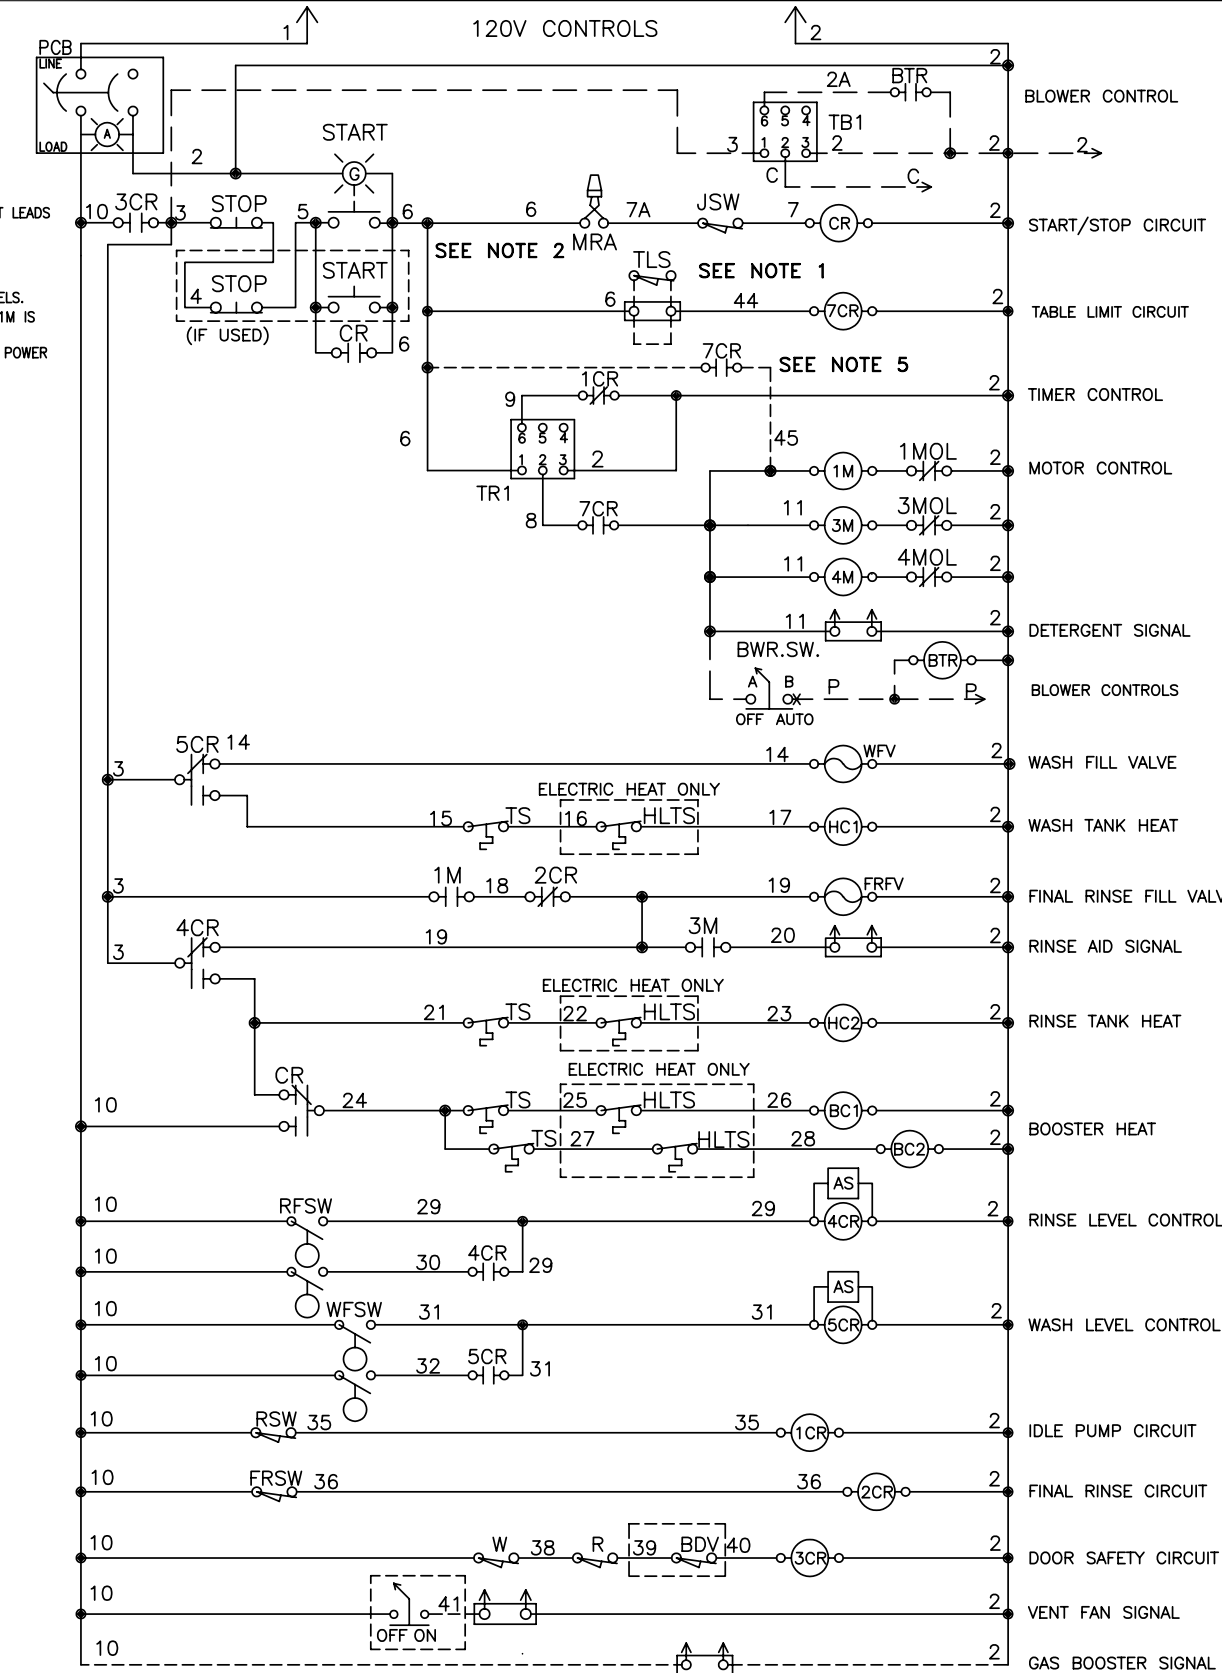 1 120V CONTROLS 2
PCB
LINE
2
2A BTR
BLOWER CONTROL
6 5 4 TB1
A
START
LOAD
2
G
3 1 2 3 2 2 2
C C
T LEADS
10 3CR 3 STOP 5 6 6 7A JSW 7 CR 2 START/STOP CIRCUIT
MRA
SEE NOTE 2
START TLS SEE NOTE 1
4 STOP
ELS.
1M IS
6 44 7CR 2 TABLE LIMIT CIRCUIT
(IF USED) CR 6
POWER
7CR SEE NOTE 5
1CR 2 TIMER CONTROL
9
6 5 4
6 45
1 2 3 2 1M 1MOL 2 MOTOR CONTROL
TR1
8 7CR 11 3M 3MOL 2
11 4M 4MOL 2
11 2 DETERGENT SIGNAL
BWR.SW. BTR
A B P P BLOWER CONTROLS
OFF AUTO
5CR 14 14 WFV 2 WASH FILL VALVE
3
ELECTRIC HEAT ONLY
15 TS 16 HLTS 17 HC1 2 WASH TANK HEAT
3 1M 18 2CR 19 FRFV 2 FINAL RINSE FILL VALV
4CR 19 3M 20 2 RINSE AID SIGNAL
3
ELECTRIC HEAT ONLY
21 TS 22 HLTS 23 HC2 2 RINSE TANK HEAT
ELECTRIC HEAT ONLY
CR 24 TS 25 HLTS 26 BC1 2
10 BOOSTER HEAT
TS 27 HLTS 28 BC2 2
AS
10 RFSW 29 29 4CR 2 RINSE LEVEL CONTROL
10 30 4CR 29
AS
10 WFSW 31 31 5CR 2 WASH LEVEL CONTROL
10 32 5CR 31
10 RSW 35 35 1CR 2 IDLE PUMP CIRCUIT
10 FRSW 36 36 2CR 2 FINAL RINSE CIRCUIT
10 W 38 R 39 BDV 40 3CR 2 DOOR SAFETY CIRCUIT
10 41 2 VENT FAN SIGNAL
OFF ON
10 2 GAS BOOSTER SIGNAL